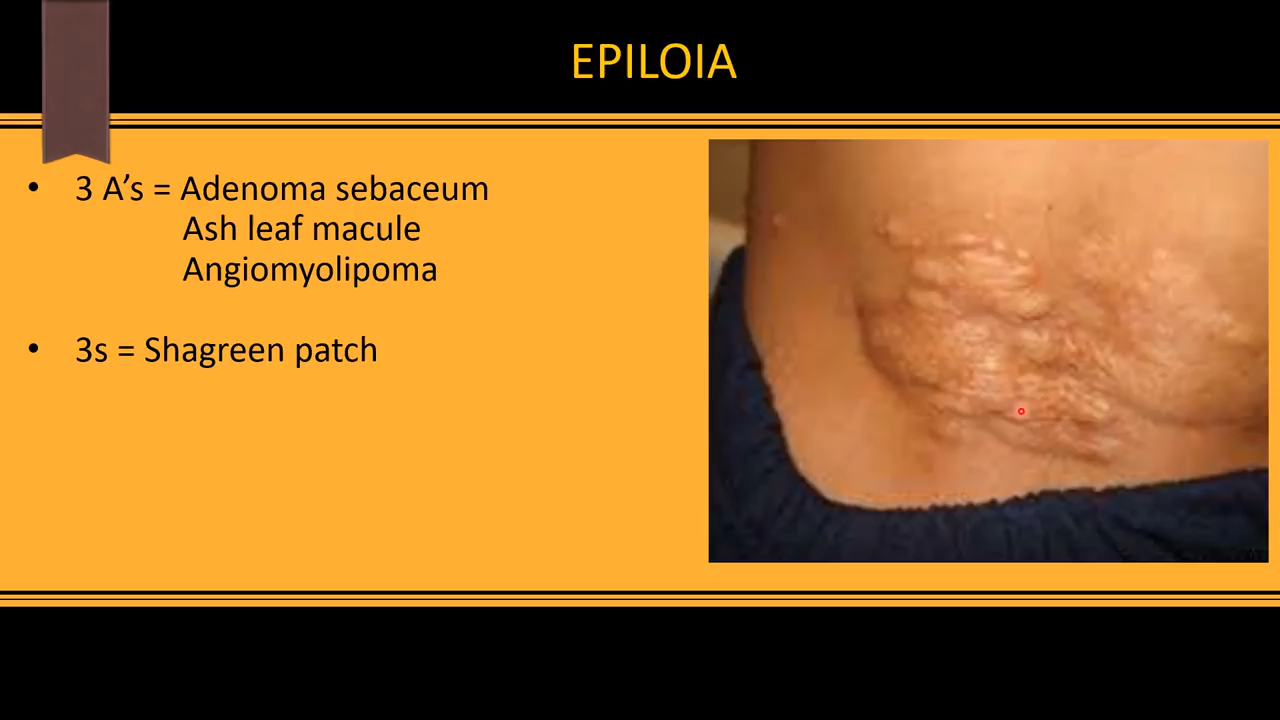 EPILOIA
• 3 A’s = Adenoma sebaceum
Ash leaf macule
Angiomyolipoma
• 3s = Shagreen patch